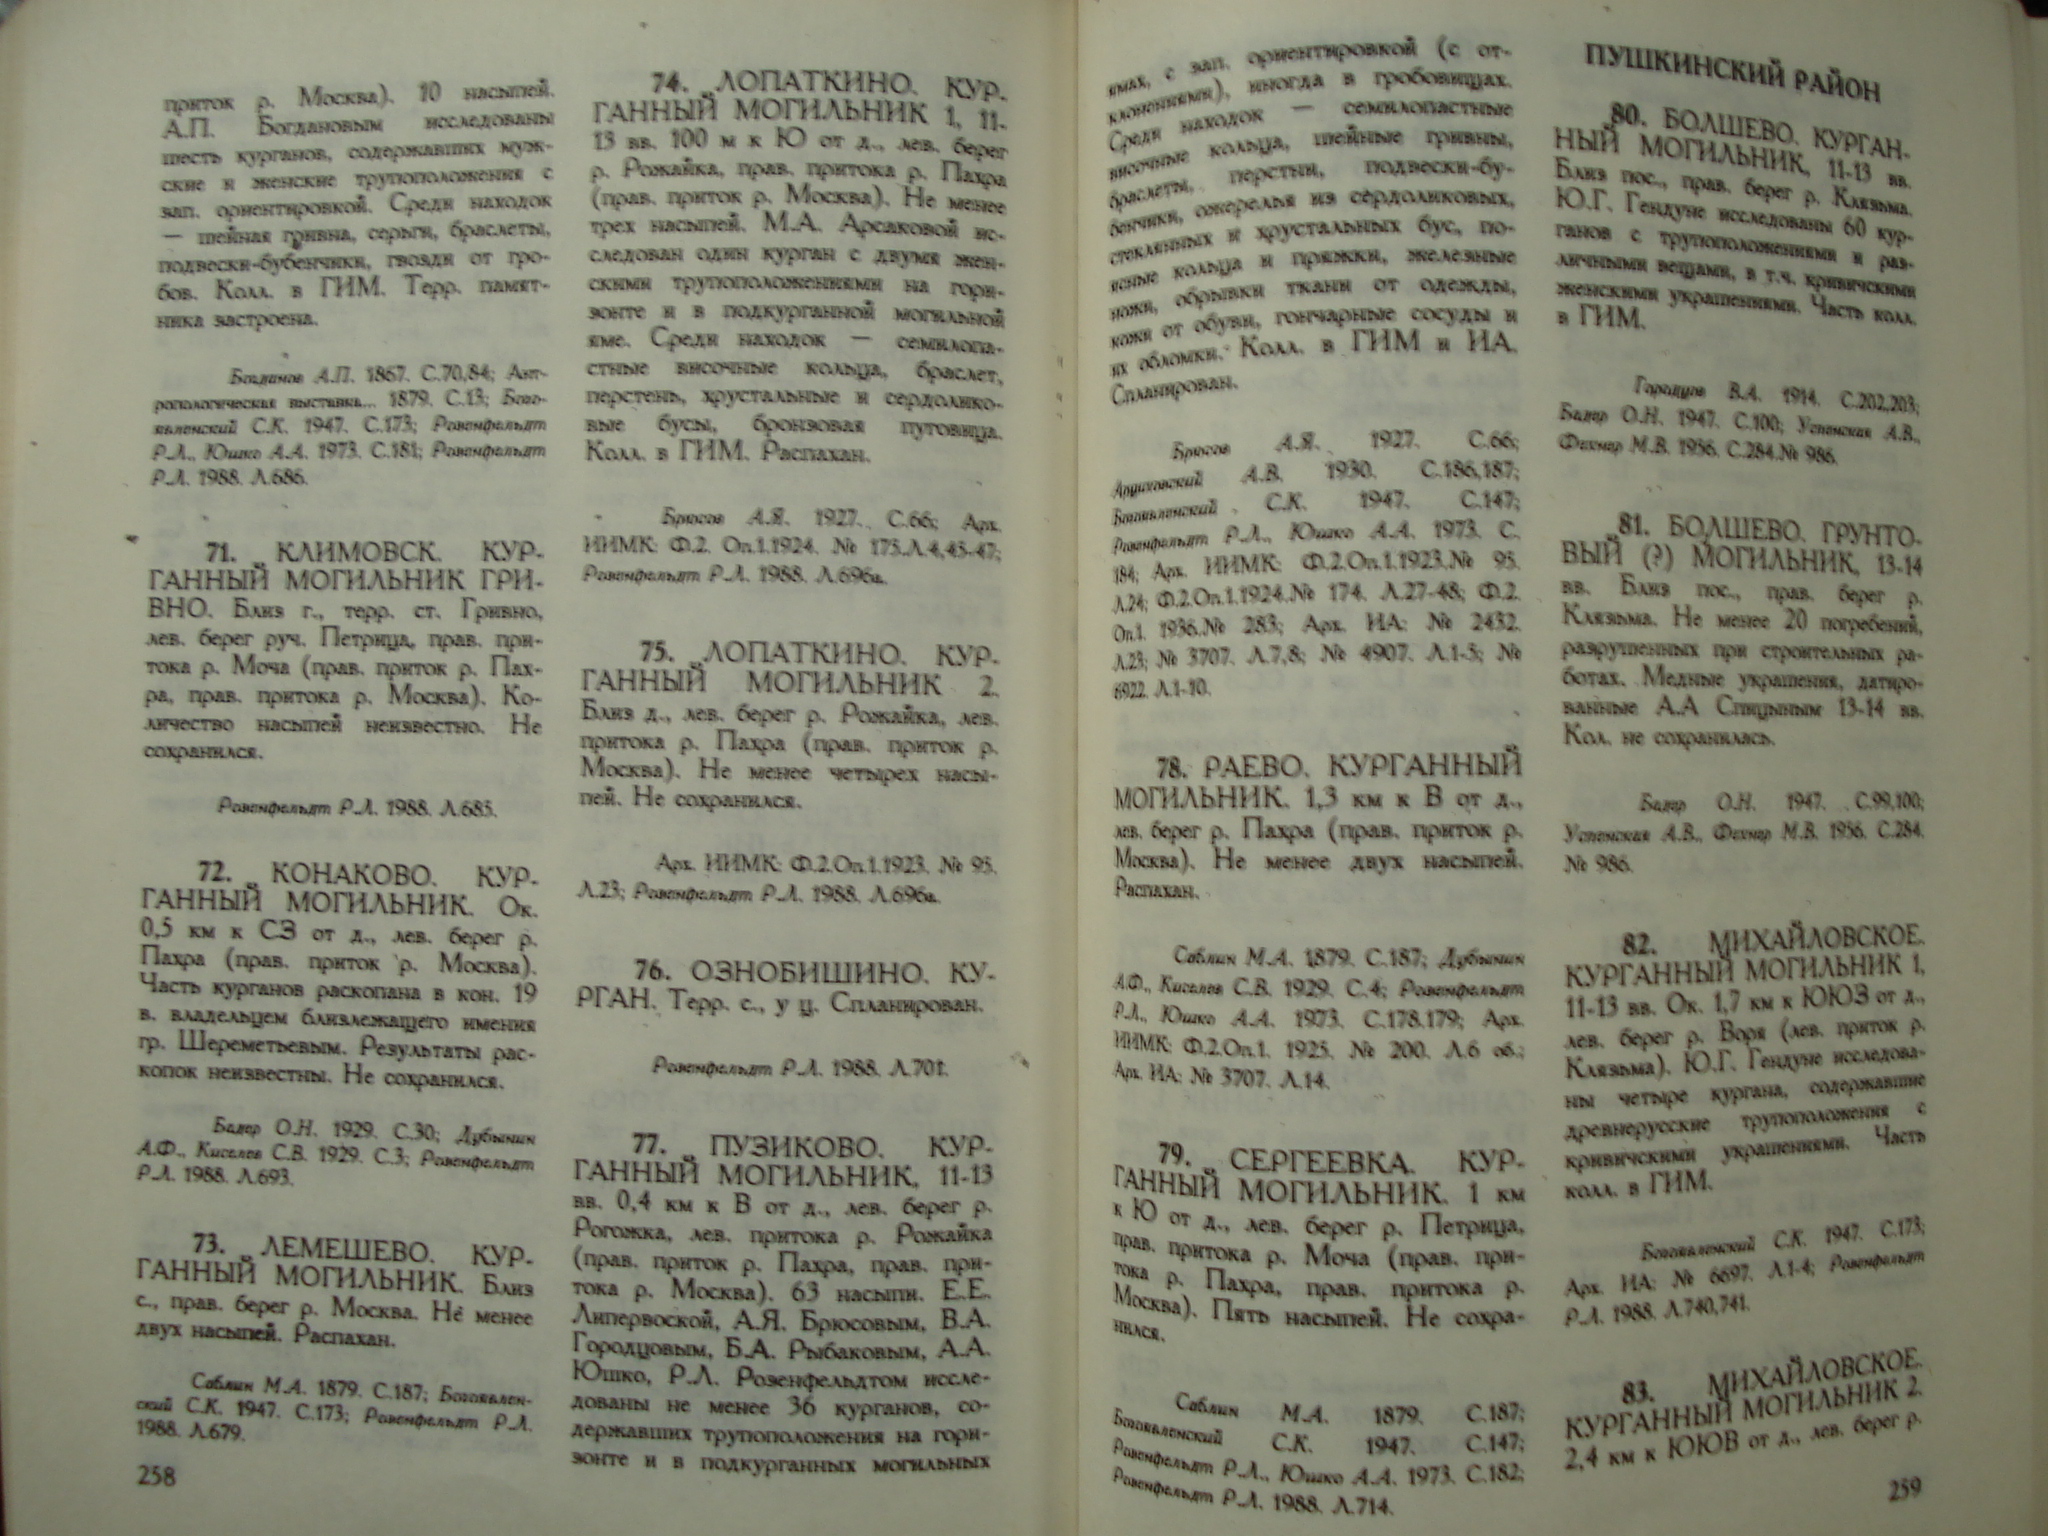 приток р. Москва). 10 насыпей.
А.П. Богдановым исследованы
шесть курганов, содержавших муж-
ские и женские трупоположения с
зап. ориентировкой. Среди находок
— шейная гривна, серьги, браслеты,
подвески-бубенчики, гвозди от гро-
бов. Колл. в ГИМ. Терр. памят-
ника застроена.
Богданов А.П. 1867. С.70,84; Ант-
ропологическая выставка... 1879. С.13; Бого-
явленский С.К. 1947. С.173; Розенфельдт
Р.Л., Юшко А.А. 1973. С.181; Розенфельдт
Р.Л. 1988. Л.686.
71. КЛИМОВСК. КУР-
ГАННЫЙ МОГИЛЬНИК ГРИ-
ВНО. Близ г., терр. ст. Гривно,
лев. берег руч. Петрица, прав. при-
тока р. Моча (прав. приток р. Пах-
ра, прав. притока р. Москва). Ко-
личество насыпей неизвестно. Не
сохранился.
Розенфельдт Р.Л. 1988. Л.685.
72. КОНАКОВО. КУР-
ГАННЫЙ МОГИЛЬНИК. Ок.
0,5 км к СЗ от д., лев. берег р.
Пахра (прав. приток р. Москва).
Часть курганов раскопана в кон. 19
в. владельцем близлежащего имения
гр. Шереметьевым. Результаты рас-
копок неизвестны. Не сохранился.
Бадер О.Н. 1929. С.30; Дубынин
А.Ф., Киселев С.В. 1929. С.3; Розенфельдт
Р.Л. 1988. Л.693.
73. ЛЕМЕШЕВО. КУР-
ГАННЫЙ МОГИЛЬНИК. Близ
с., прав. берег р. Москва. Не менее
двух насыпей. Распахан.
Саблин М.А. 1879. С.187; Богоявлен-
ский С.К. 1947. С.173; Розенфельдт Р.Л.
1988. Л.679.
258
74. ЛОПАТКИНО. КУР-
ГАННЫЙ МОГИЛЬНИК 1, 11-
13 вв. 100 м к Ю от д., лев. берег
р. Рожайка, прав. притока р. Пахра
(прав. приток р. Москва). Не менее
трех насыпей. М.А. Арсаковой ис-
следован один курган с двумя жен-
скими трупоположениями на гори-
зонте и в подкурганной могильной
яме. Среди находок — семилопа-
стные височные кольца, браслет,
перстень, хрустальные и сердолико-
вые бусы, бронзовая пуговица.
Колл. в ГИМ. Распахан.
Брюсов А.Я. 1927. С.66; Арх.
ИИМК: Ф.2. Оп.1.1924. № 175.Л.4,45-47;
Розенфельдт Р.Л. 1988. Л.696а.
75. ЛОПАТКИНО. КУР-
ГАННЫЙ МОГИЛЬНИК 2.
Близ д., лев. берег р. Рожайка, лев.
притока р. Пахра (прав. приток р.
Москва). Не менее четырех насы-
пей. Не сохранился.
Арх. ИИМК: Ф.2.Оп.1.1923. № 95.
Л.23; Розенфельдт Р.Л. 1988. Л.696а.
76. ОЗНОБИШИНО. КУ-
РГАН. Терр. с., у ц. Спланирован.
Розенфельдт Р.Л. 1988. Л.701.
77. ПУЗИКОВО. КУР-
ГАННЫЙ МОГИЛЬНИК, 11-13
вв. 0,4 км к В от д., лев. берег р.
Рогожка, лев. притока р. Рожайка
(прав. приток р. Пахра, прав. при-
тока р. Москва). 63 насыпи. Е.Е.
Липервоской, А.Я. Брюсовым, В.А.
Городцовым, Б.А. Рыбаковым, А.А.
Юшко, Р.Л. Розенфельдтом иссле-
дованы не менее 36 курганов, со-
державших трупоположения на гори-
зонте и в подкурганных могильных
ямах, с зап. ориентировкой (с от-
клонениями), иногда в гробовищах.
Среди находок — семилопастные
височные кольца, шейные гривны,
браслеты, перстни, подвески-бу-
бенчики, ожерелья из сердоликовых,
стеклянных и хрустальных бус, по-
ясные кольца и пряжки, железные
ножи, обрывки ткани от одежды,
кожи от обуви, гончарные сосуды и
их обломки. Колл. в ГИМ и ИА.
Спланирован.
Брюсов А.Я. 1927. С.66;
Арциховский А.В. 1930. С.186,187;
Богоявленский С.К. 1947. С.147;
Розенфельдт Р.Л., Юшко А.А. 1973. С.
184; Арх. ИИМК: Ф.2.Оп.1.1923.№ 95.
Л.24; Ф.2.Оп.1.1924.№ 174. Л.27-48; Ф.2.
Оп.1. 1936.№ 283; Арх. ИА: № 2432.
Л.23; № 3707. Л.7,8; № 4907. Л.1-5; №
6922. Л.1-10.
78. РАЕВО. КУРГАННЫЙ
МОГИЛЬНИК. 1,3 км к В от д.,
лев. берег р. Пахра (прав. приток р.
Москва). Не менее двух насыпей.
Распахан.
Саблин М.А. 1879. С.187; Дубынин
А.Ф., Киселев С.В. 1929. С.4; Розенфельдт
Р.Л., Юшко А.А. 1973. С.178.179; Арх.
ИИМК: Ф.2.Оп.1. 1925. № 200. Л.6 об.;
Арх. ИА: № 3707. Л.14.
79. СЕРГЕЕВКА. КУР-
ГАННЫЙ МОГИЛЬНИК. 1 км
к Ю от д., лев. берег р. Петрица,
прав. притока р. Моча (прав. при-
тока р. Пахра, прав. притока р.
Москва). Пять насыпей. Не сохра-
нился.
Саблин М.А. 1879. С.187;
Богоявленский С.К. 1947. С.147;
Розенфельдт Р.Л., Юшко А.А. 1973. С.182;
Розенфельдт Р.Л. 1988. Л.714.
ПУШКИНСКИЙ РАЙОН
80. БОЛШЕВО. КУРГАН-
НЫЙ МОГИЛЬНИК, 11-13 вв.
Близ пос., прав. берег р. Клязьма.
Ю.Г. Гендуне исследованы 60 кур-
ганов с трупоположениями и раз-
личными вещами, в т.ч. кривичскими
женскими украшениями. Часть колл.
в ГИМ.
Городцов В.А. 1914. С.202,203;
Бадер О.Н. 1947. С.100; Успенская А.В.,
Фехнер М.В. 1956. С.284.№ 986.
81. БОЛШЕВО. ГРУНТО-
ВЫЙ (?) МОГИЛЬНИК, 13-14
вв. Близ пос., прав. берег р.
Клязьма. Не менее 20 погребений,
разрушенных при строительных ра-
ботах. Медные украшения, датиро-
ванные А.А Спицыным 13-14 вв.
Кол. не сохранилась.
Бадер О.Н. 1947. С.99,100;
Успенская А.В., Фехнер М.В. 1956. С.284.
№ 986.
82. МИХАЙЛОВСКОЕ.
КУРГАННЫЙ МОГИЛЬНИК 1,
11-13 вв. Ок. 1,7 км к ЮЮЗ от д.,
лев. берег р. Воря (лев. приток р.
Клязьма). Ю.Г. Гендуне исследова-
ны четыре кургана, содержавшие
древнерусские трупоположения с
кривичскими украшениями. Часть
колл. в ГИМ.
Богоявленский С.К. 1947. С.173;
Арх. ИА: № 6697. Л.1-4; Розенфельдт
Р.Л. 1988. Л.740,741.
83. МИХАЙЛОВСКОЕ.
КУРГАННЫЙ МОГИЛЬНИК 2.
2,4 км к ЮЮВ от д., лев. берег р.
259